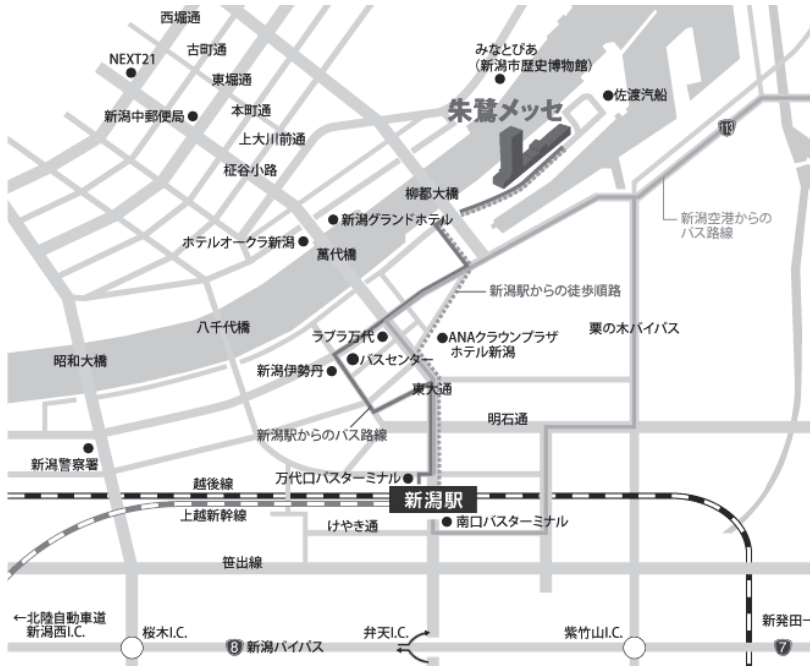 西堀通
古町通
NEXT21
東堀通
みなとぴあ
（新潟市歴史博物館）
佐渡汽船
本町通
新潟中郵便局
朱鷺メッセ
上大川前通
113
柾谷小路
柳都大橋
新潟グランドホテル
新潟空港からの
バス路線
ホテルオークラ新潟
萬代橋
新潟駅からの徒歩順路
八千代橋
ラブラ万代
ANAクラウンプラザ
ホテル新潟
栗の木バイパス
昭和大橋
バスセンター
新潟伊勢丹
東大通
明石通
新潟駅からのバス路線
新潟警察署
万代口バスターミナル
越後線
新潟駅
上越新幹線
けやき通
南口バスターミナル
笹出線
←北陸自動車道
新潟西I.C.
桜木I.C.
8
新潟バイパス
弁天I.C.
紫竹山I.C.
新発田→
7